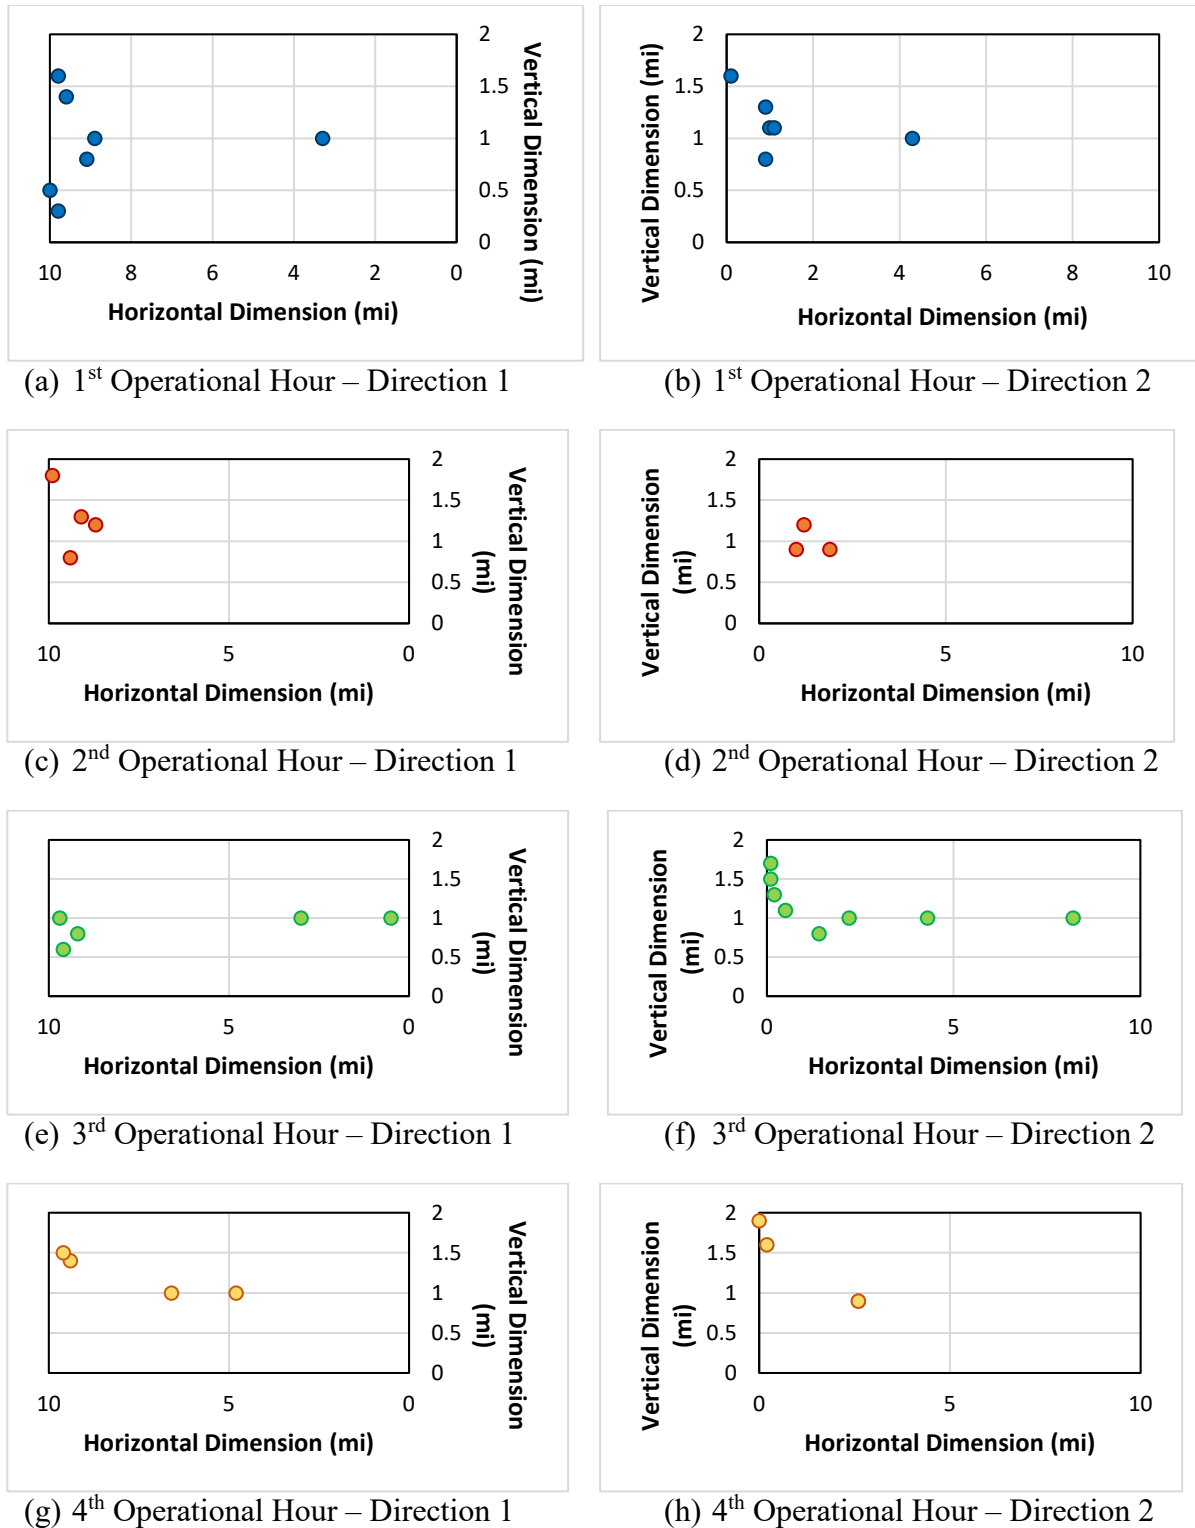 2
1.5
1
0.5
0
10 8 6 4 2 0
Vertical Dimension (mi)
Horizontal Dimension (mi)
(a) 1st Operational Hour – Direction 1
2
1.5
1
0.5
0
0 2 4 6 8 10
Vertical Dimension (mi)
Horizontal Dimension (mi)
(b) 1st Operational Hour – Direction 2
2
1.5
1
0.5
0
10 5 0
Vertical Dimension
(mi)
Horizontal Dimension (mi)
(c) 2nd Operational Hour – Direction 1
2
1.5
1
0.5
0
0 5 10
Vertical Dimension
(mi)
Horizontal Dimension (mi)
(d) 2nd Operational Hour – Direction 2
2
1.5
1
0.5
0
10 5 0
Vertical Dimension
(mi)
Horizontal Dimension (mi)
(e) 3rd Operational Hour – Direction 1
2
1.5
1
0.5
0
0 5 10
Vertical Dimension
(mi)
Horizontal Dimension (mi)
(f) 3rd Operational Hour – Direction 2
2
1.5
1
0.5
0
10 5 0
Vertical Dimension
(mi)
Horizontal Dimension (mi)
(g) 4th Operational Hour – Direction 1
2
1.5
1
0.5
0
0 5 10
Vertical Dimension
(mi)
Horizontal Dimension (mi)
(h) 4th Operational Hour – Direction 2